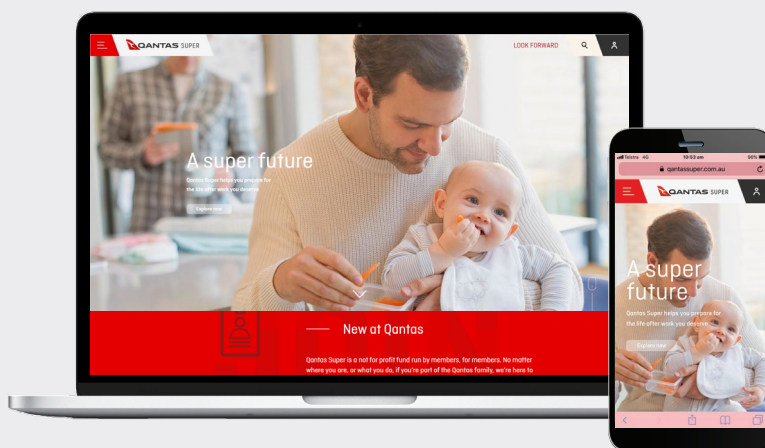 QANTAS SUPER
LOOK FORWARD
A super future
Qantas Super helps you prepare for
the life after work you deserve
Explore now
New at Qantas
Qantas Super is a not for profit fund run by members, for members. No matter
where you are, or what you do, if you're part of the Qantas family, we're here to
Telstra 4G
10:03 am
90%
qantassuper.com.au
QANTAS SUPER
A super
future
Qantas Super helps you prepare for
the life after work you deserve
Explore now